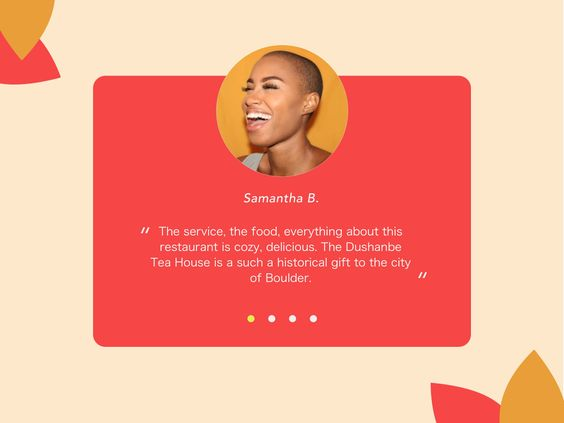 Samantha B.
“ The service, the food, everything about this
restaurant is cozy, delicious. The Dushanbe
Tea House is a such a historical gift to the city
of Boulder. ”